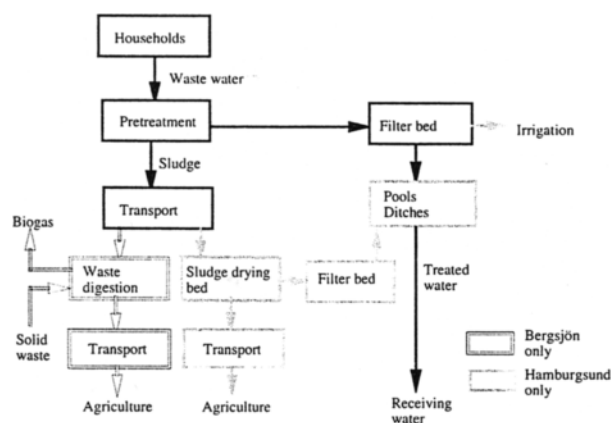 Households
Waste water
Pretreatment
Filter bed
Irrigation
Sludge
Transport
Pools
Ditches
Biogas
Waste
digestion
Sludge drying
bed
Filter bed
Treated
water
Solid
waste
Transport
Transport
Bergsjön
only
Hamburgsund
only
Agriculture
Agriculture
Receiving
water